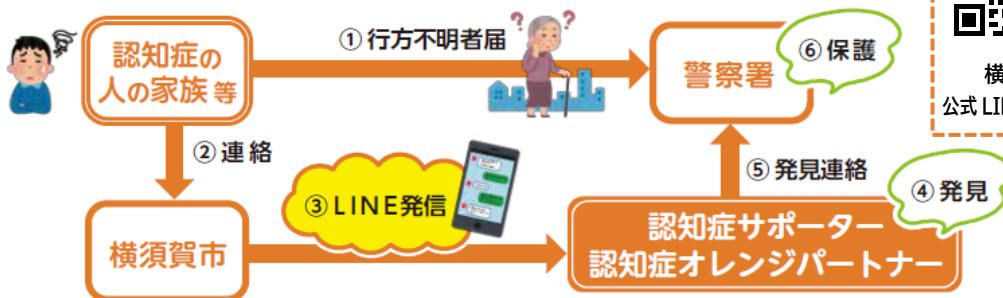 認知症の
人の家族 等
① 行方不明者届
? ?
警察署
⑥ 保護
② 連絡
③ LINE発信
⑤ 発見連絡
④ 発見
横須賀市
認知症サポーター
認知症オレンジパートナー
横
公式 LI